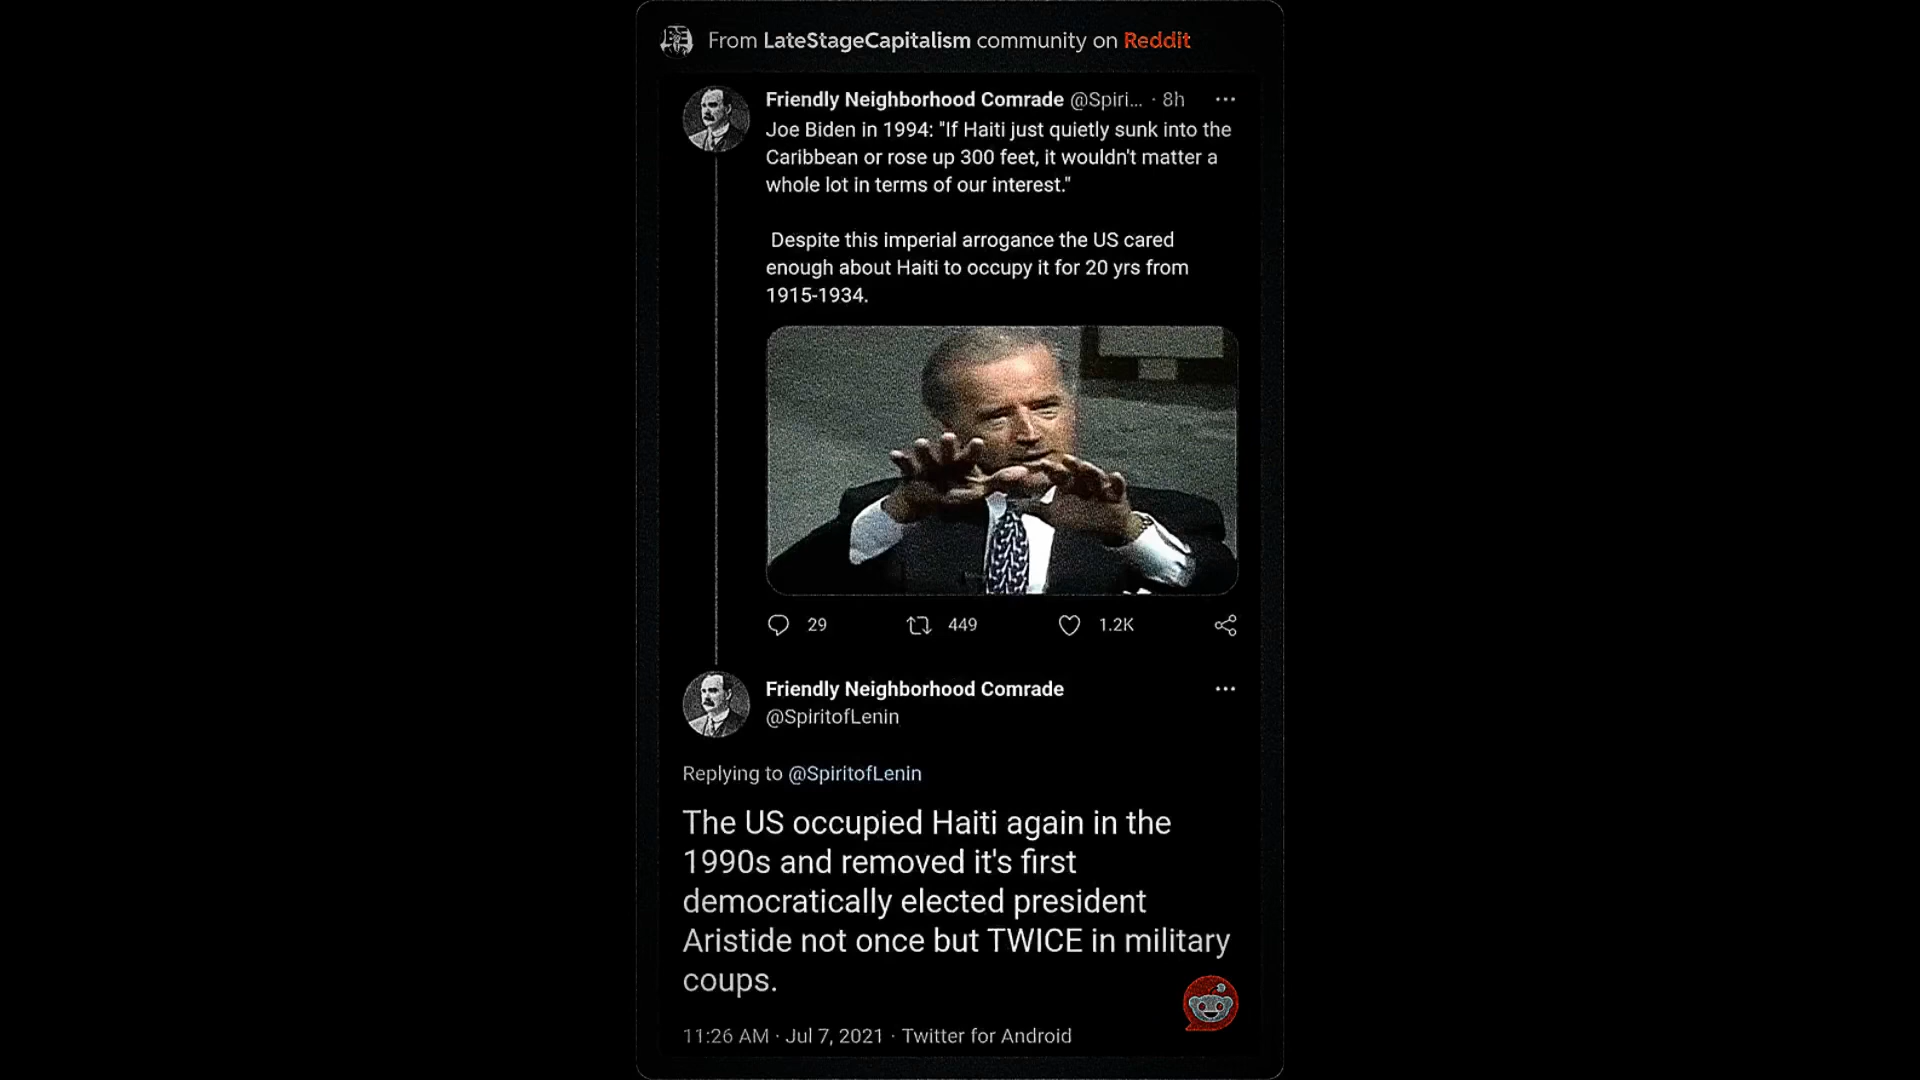 From LateStageCapitalism community on Reddit
Friendly Neighborhood Comrade @Spiri... · 8h
Joe Biden in 1994: "If Haiti just quietly sunk into the
Caribbean or rose up 300 feet, it wouldn't matter a
whole lot in terms of our interest."
Despite this imperial arrogance the US cared
enough about Haiti to occupy it for 20 yrs from
1915-1934.
29 449 1.2K
Friendly Neighborhood Comrade
@SpiritofLenin
Replying to @SpiritofLenin
The US occupied Haiti again in the
1990s and removed it's first
democratically elected president
Aristide not once but TWICE in military
coups.
11:26 AM · Jul 7, 2021 · Twitter for Android